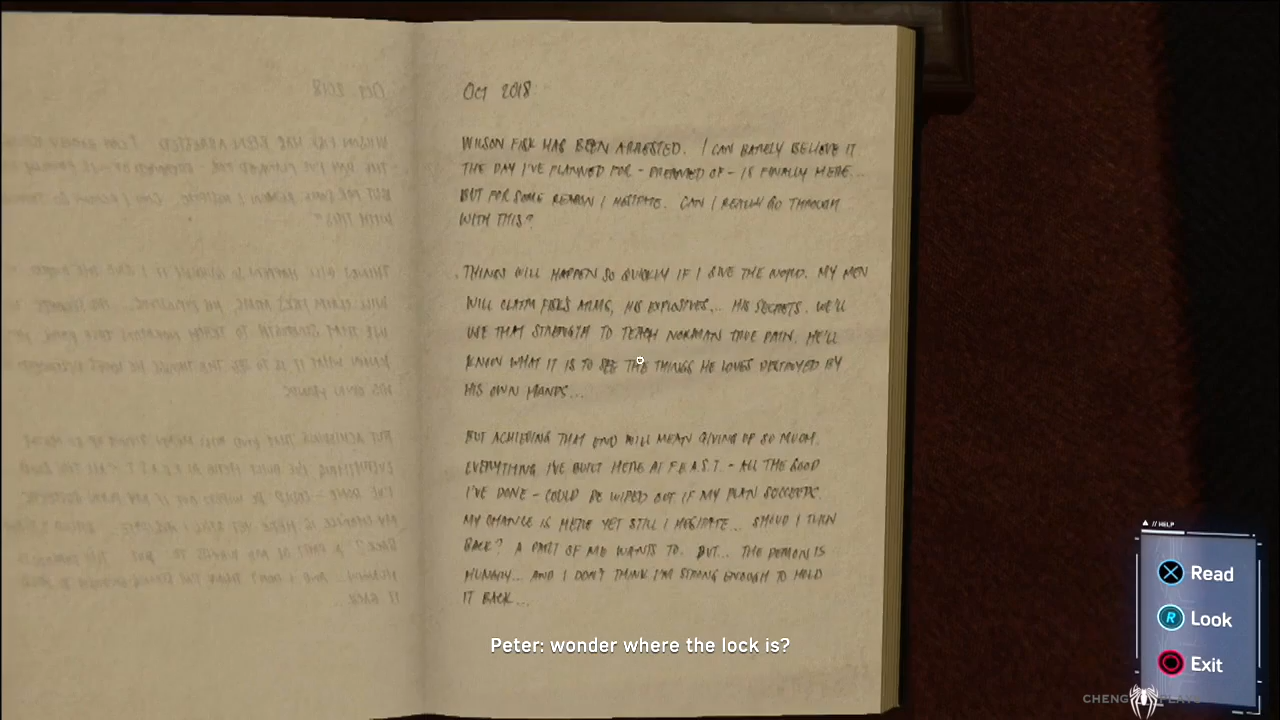 Oct 2018
WILSON FISK HAS BEEN ARRESTED. I CAN BARELY BELIEVE IT.
THE DAY I'VE PLANNED FOR - DREAMED OF - IS FINALLY HERE...
BUT FOR SOME REASON I HESITATE. CAN I REALLY GO THROUGH
WITH THIS?
THINGS WILL HAPPEN SO QUICKLY IF I GIVE THE WORD. MY MEN
WILL CLAIM FISK'S ARMS, HIS EXPLOSIVES... HIS SECRETS. WE'LL
USE THAT STRENGTH TO TEACH NORMAN TRUE PAIN. HE'LL
KNOW WHAT IT IS TO SEE THE THINGS HE LOVES DESTROYED BY
HIS OWN HANDS...
BUT ACHIEVING THAT END WILL MEAN GIVING UP SO MUCH.
EVERYTHING I'VE BUILT HERE AT F.E.A.S.T. - ALL THE GOOD
I'VE DONE - COULD BE WIPED OUT IF MY PLAN SUCCEEDS.
MY CHANCE IS HERE YET STILL I HESITATE... SHOULD I TURN
BACK? A PART OF ME WANTS TO. BUT... THE DEMON IS
HUNGRY... AND I DON'T THINK I'M STRONG ENOUGH TO HOLD
IT BACK...
Peter: wonder where the lock is?
// HELP
Read
R Look
Exit
CHENG PLAYS